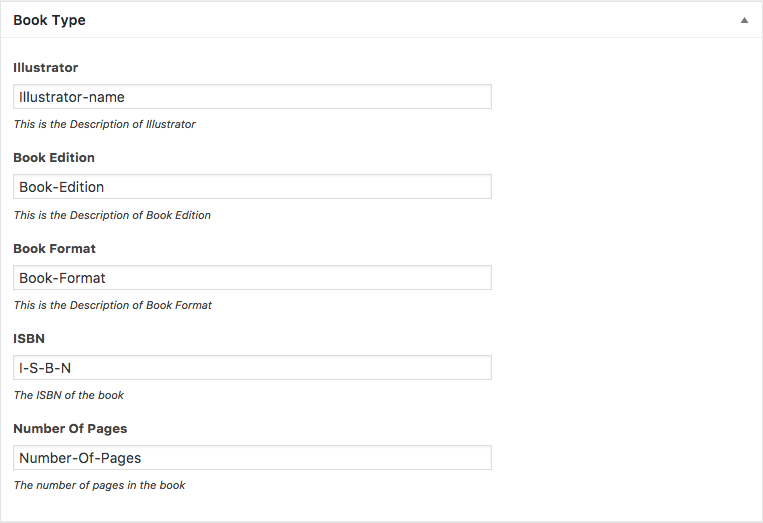 Book Type
Illustrator
Illustrator-name
This is the Description of Illustrator
Book Edition
Book-Edition
This is the Description of Book Edition
Book Format
Book-Format
This is the Description of Book Format
ISBN
I-S-B-N
The ISBN of the book
Number Of Pages
Number-Of-Pages
The number of pages in the book